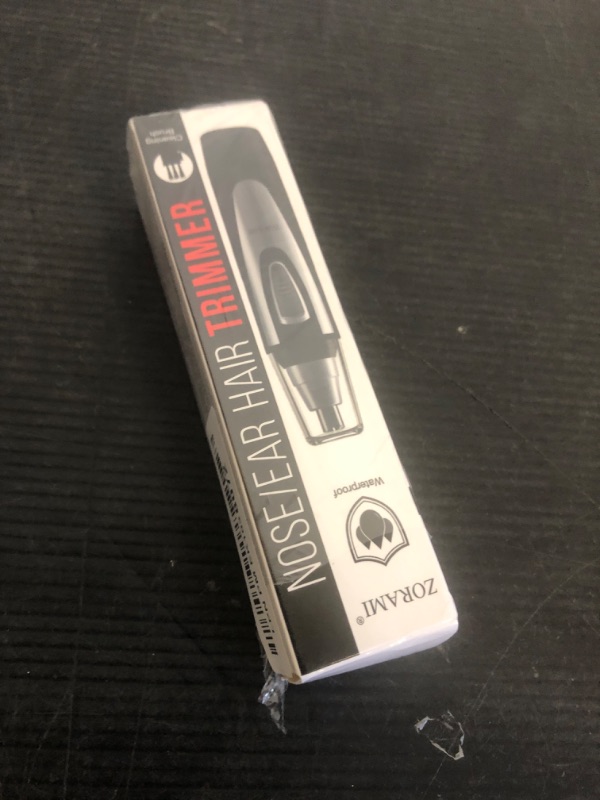 ZORAMI®
Waterproof
NOSE/EAR HAIR TRIMMER
Cleaning
Brush